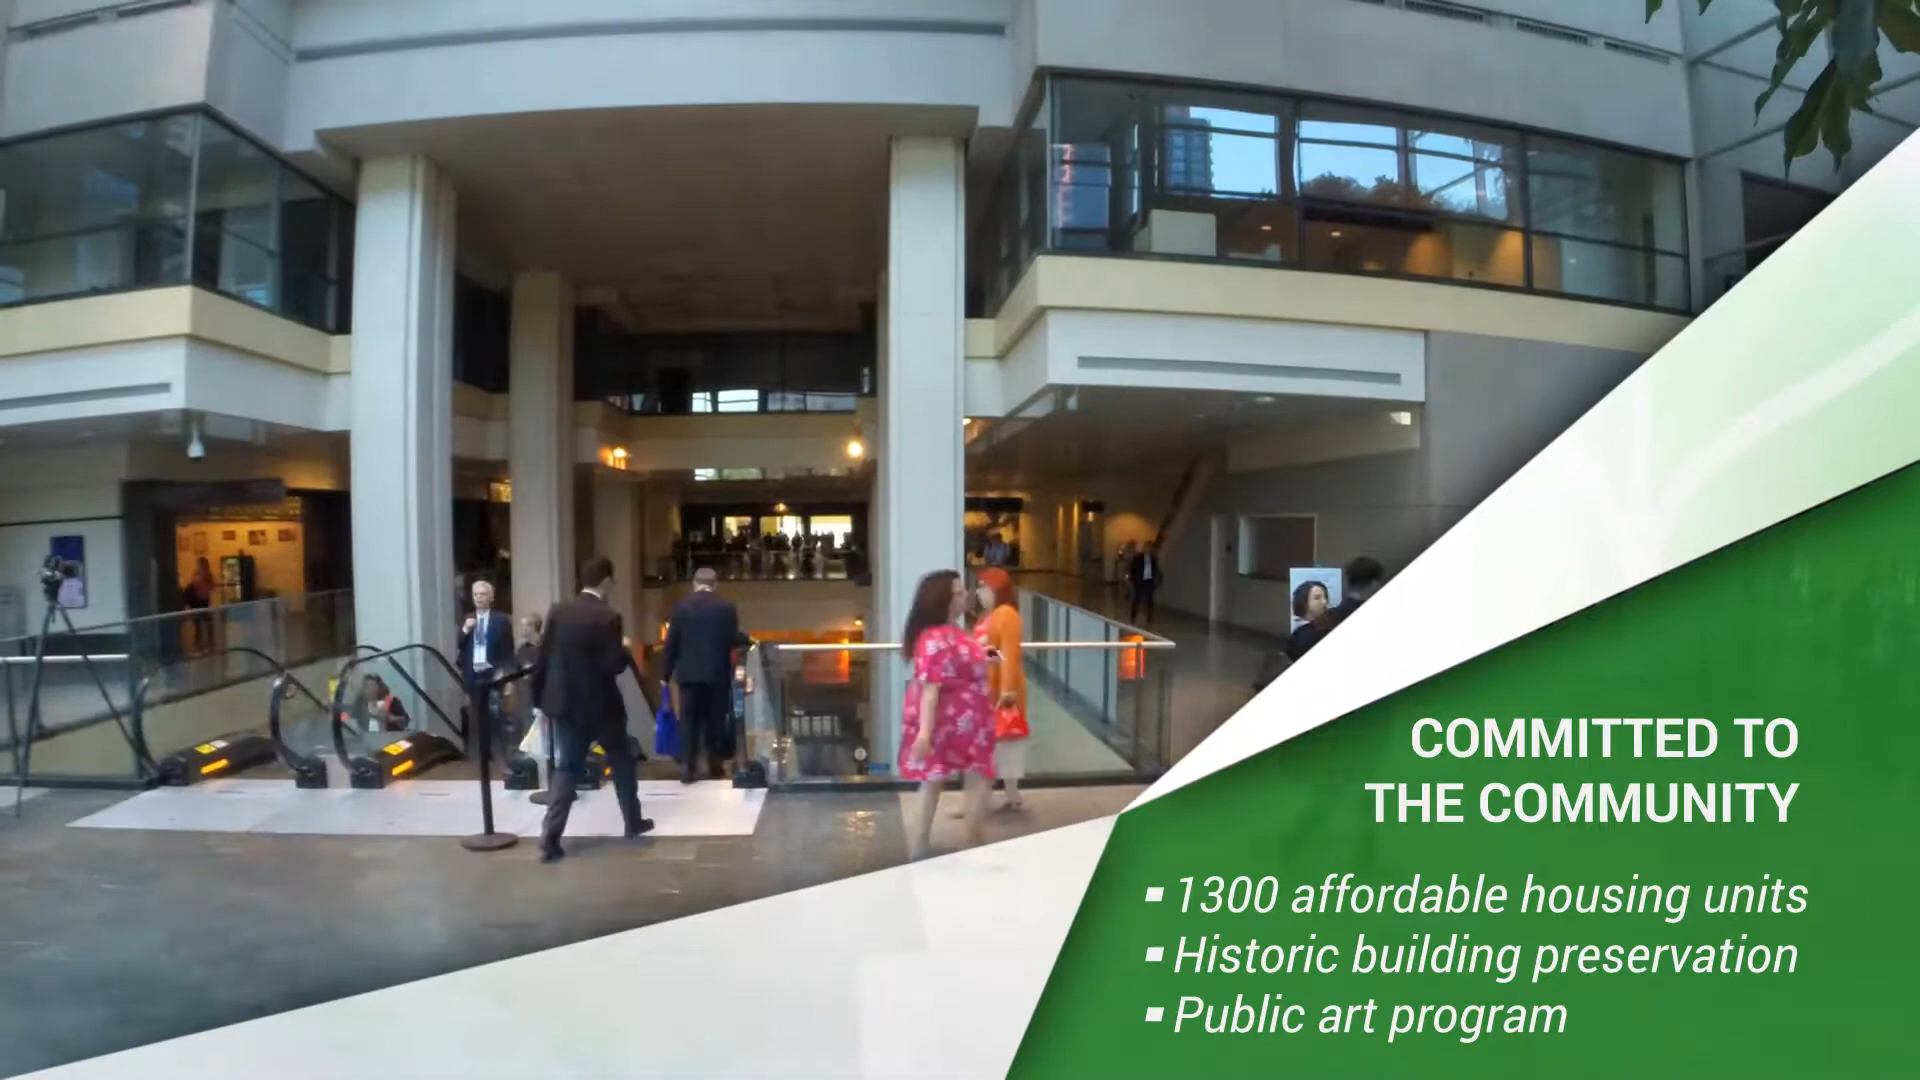 COMMITTED TO
THE COMMUNITY
▪ 1300 affordable housing units
▪ Historic building preservation
▪ Public art program